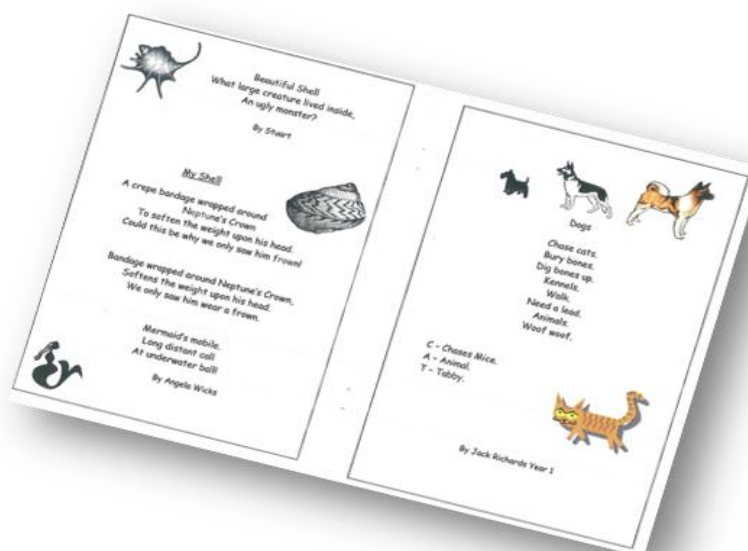 Beautiful Shell
What large creature lived inside,
An ugly monster?
By Stuart
My Shell
A crepe bandage wrapped around
Neptune's Crown
To soften the weight upon his head.
Could this be why we only saw him frown!
Bandage wrapped around Neptune's Crown,
Softens the weight upon his head.
We only saw him wear a frown.
Mermaid's mobile.
Long distant call
At underwater ball!
By Angela Wicks
Dogs
Chase cats.
Bury bones.
Dig bones up.
Kennels.
Walk.
Need a lead.
Animals.
Woof woof.
C - Chases Mice.
A - Animal.
T - Tabby.
By Jack Richards Year 1